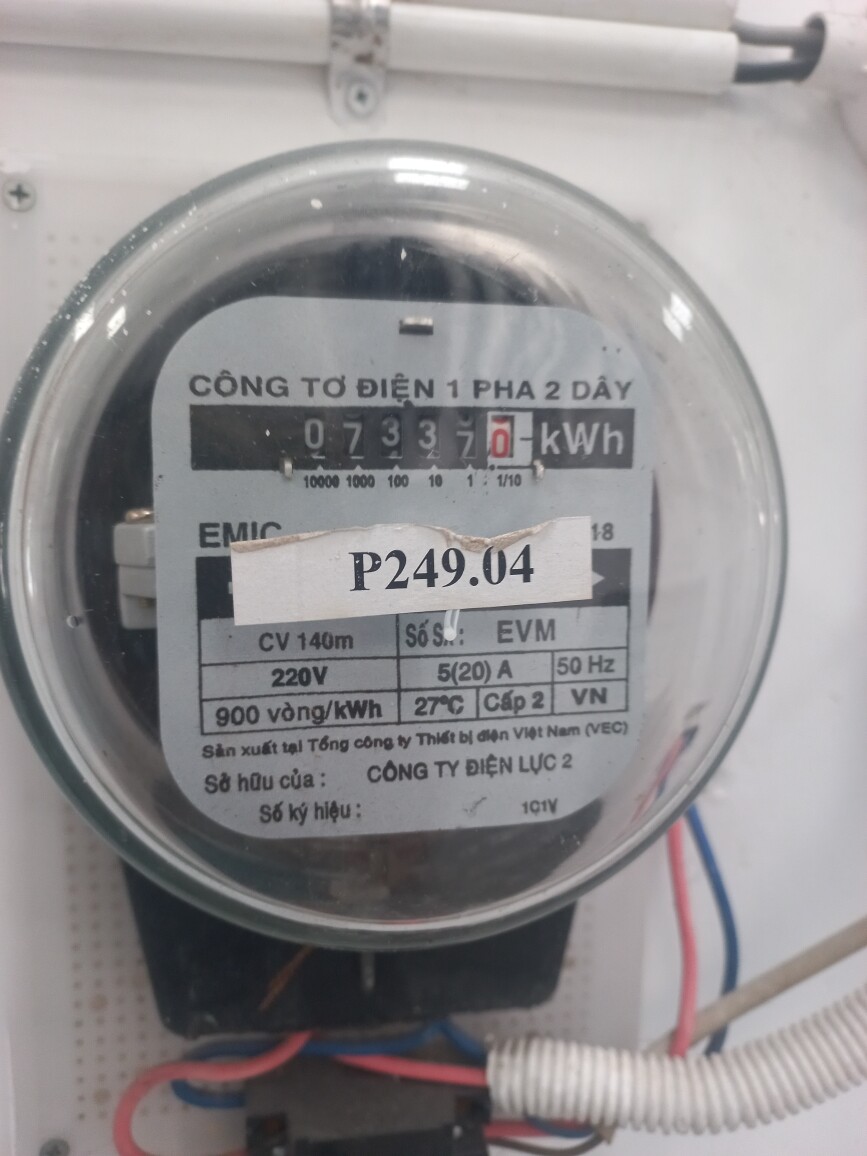 CÔNG TƠ ĐIỆN 1 PHA 2 DÂY
073370 kWh
10000 1000 100 10 1 1/10
EMIC
P249.04
CV 140m EVM
220V 5(20) A 50 Hz
900 vòng/kWh 27°C Cấp 2 VN
Sản xuất tại Tổng công ty Thiết bị điện Việt Nam (VEC)
Sở hữu của : CÔNG TY ĐIỆN LỰC 2
Số ký hiệu : 1C1V